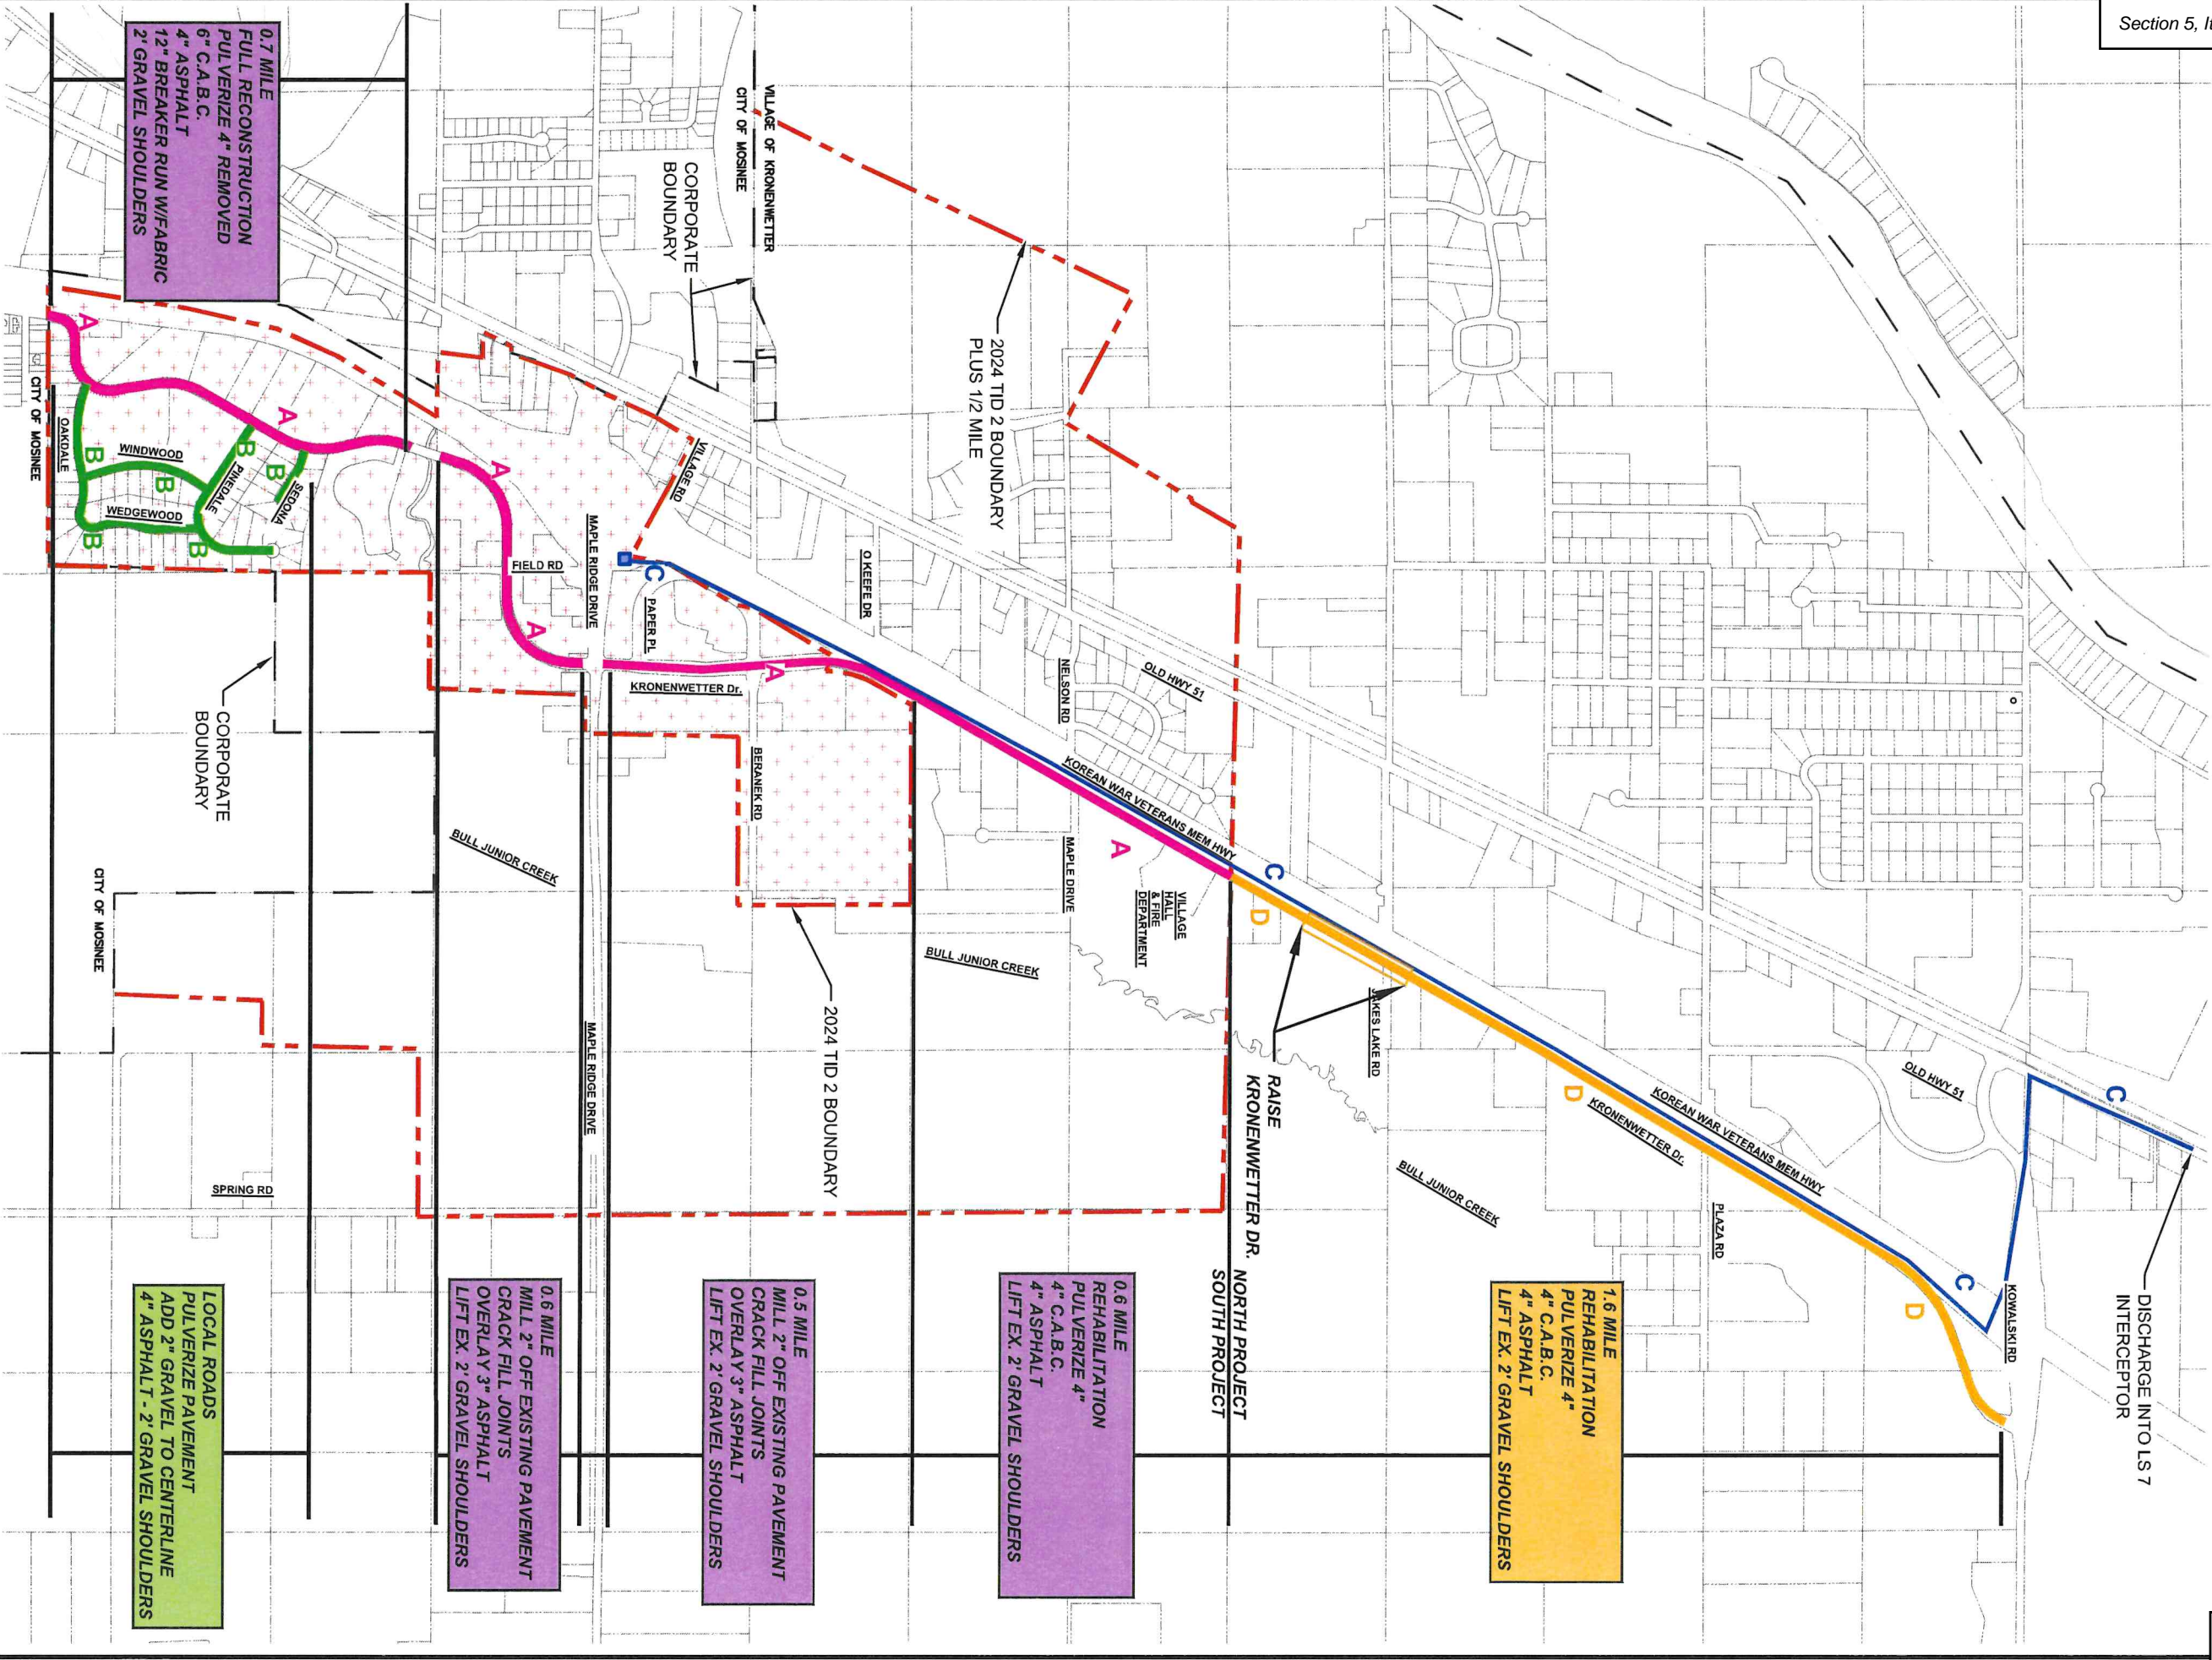 Section 5, It
0.7 MILE
FULL RECONSTRUCTION
PULVERIZE 4" REMOVED
6" C.A.B.C.
4" ASPHALT
12" BREAKER RUN W/FABRIC
2' GRAVEL SHOULDERS
VILLAGE OF KRONENWETTER
CITY OF MOSINEE
CORPORATE
BOUNDARY
2024 TID 2 BOUNDARY
PLUS 1/2 MILE
A
A
A
A
A
A
B
B
B
B
B
B
C
C
C
C
D
D
D
CITY OF MOSINEE
OAKDALE
WINDWOOD
PINEDALE
SEDONA
WEDGEWOOD
VILLAGE RD
MAPLE RIDGE DRIVE
FIELD RD
PAPER PL
O KEEFE DR
KRONENWETTER Dr.
NELSON RD
OLD HWY 51
BERANEK RD
KOREAN WAR VETERANS MEM HWY
MAPLE DRIVE
VILLAGE
HALL
& FIRE
DEPARTMENT
BULL JUNIOR CREEK
BULL JUNIOR CREEK
CORPORATE
BOUNDARY
CITY OF MOSINEE
MAPLE RIDGE DRIVE
2024 TID 2 BOUNDARY
SPRING RD
JAKES LAKE RD
RAISE
KRONENWETTER DR.
NORTH PROJECT
SOUTH PROJECT
BULL JUNIOR CREEK
KRONENWETTER Dr.
KOREAN WAR VETERANS MEM HWY
PLAZA RD
OLD HWY 51
KOWALSKI RD
DISCHARGE INTO LS 7
INTERCEPTOR
1.6 MILE
REHABILITATION
PULVERIZE 4"
4" C.A.B.C.
4" ASPHALT
LIFT EX. 2' GRAVEL SHOULDERS
0.6 MILE
REHABILITATION
PULVERIZE 4"
4" C.A.B.C.
4" ASPHALT
LIFT EX. 2' GRAVEL SHOULDERS
0.5 MILE
MILL 2" OFF EXISTING PAVEMENT
CRACK FILL JOINTS
OVERLAY 3" ASPHALT
LIFT EX. 2' GRAVEL SHOULDERS
0.6 MILE
MILL 2" OFF EXISTING PAVEMENT
CRACK FILL JOINTS
OVERLAY 3" ASPHALT
LIFT EX. 2' GRAVEL SHOULDERS
LOCAL ROADS
PULVERIZE PAVEMENT
ADD 2" GRAVEL TO CENTERLINE
4" ASPHALT - 2' GRAVEL SHOULDERS